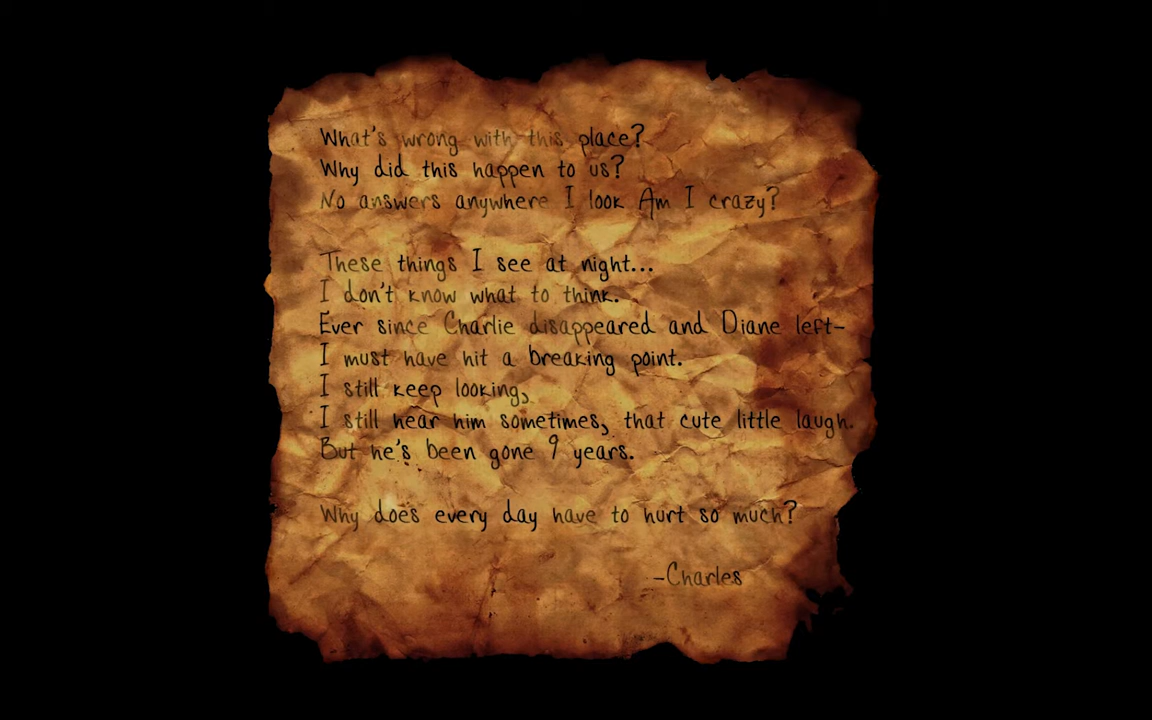 What's wrong with this place?
Why did this happen to us?
No answers anywhere I look Am I crazy?
These things I see at night...
I don't know what to think.
Ever since Charlie disappeared and Diane left-
I must have hit a breaking point.
I still keep looking,
I still hear him sometimes, that cute little laugh.
But he's been gone 9 years.
Why does every day have to hurt so much?
-Charles